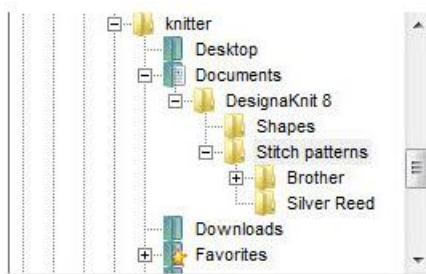 knitter
Desktop
Documents
DesignaKnit 8
Shapes
Stitch patterns
Brother
Silver Reed
Downloads
Favorites